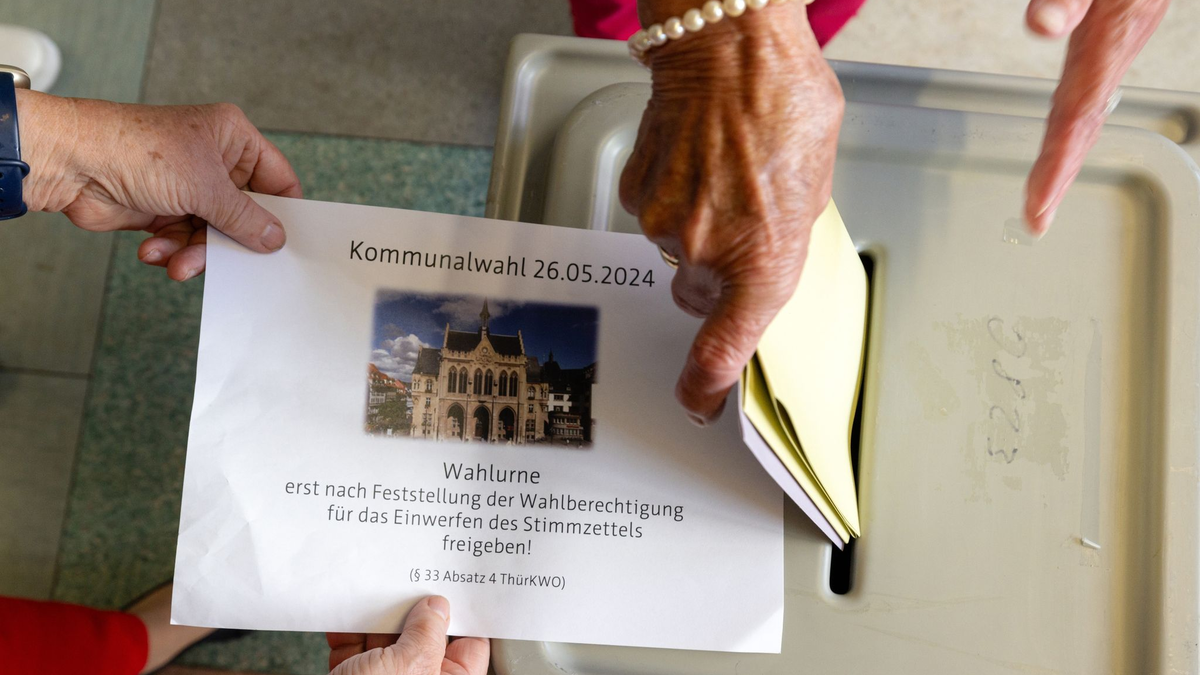 Kommunalwahl 26.05.2024
Wahlurne
erst nach Feststellung der Wahlberechtigung
für das Einwerfen des Stimmzettels
freigeben!
(§ 33 Absatz 4 ThürKWO)